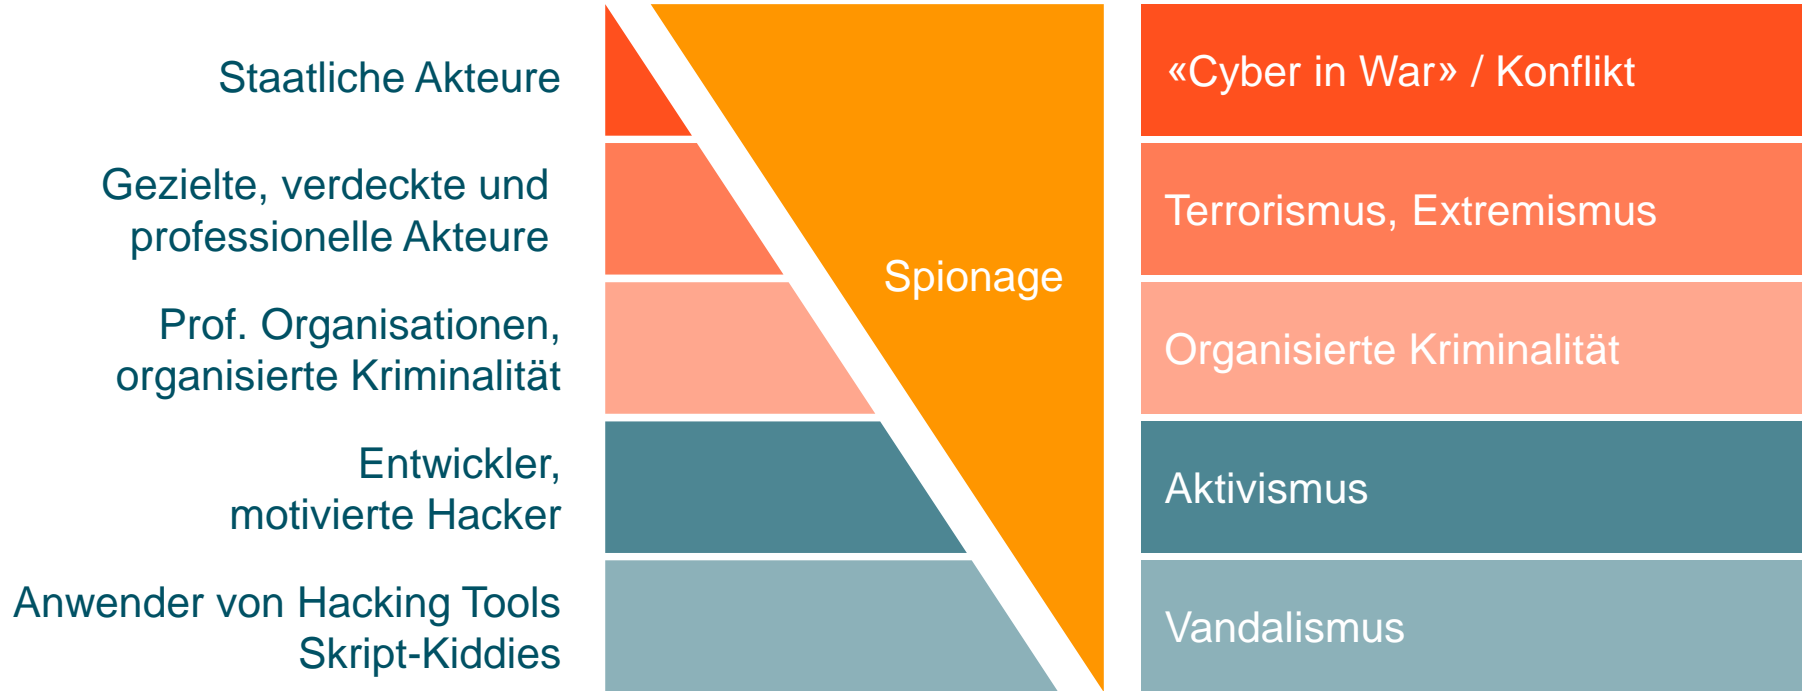 Staatliche Akteure
Gezielte, verdeckte und
professionelle Akteure
Prof. Organisationen,
organisierte Kriminalität
Entwickler,
motivierte Hacker
Anwender von Hacking Tools
Skript-Kiddies
Spionage
«Cyber in War» / Konflikt
Terrorismus, Extremismus
Organisierte Kriminalität
Aktivismus
Vandalismus